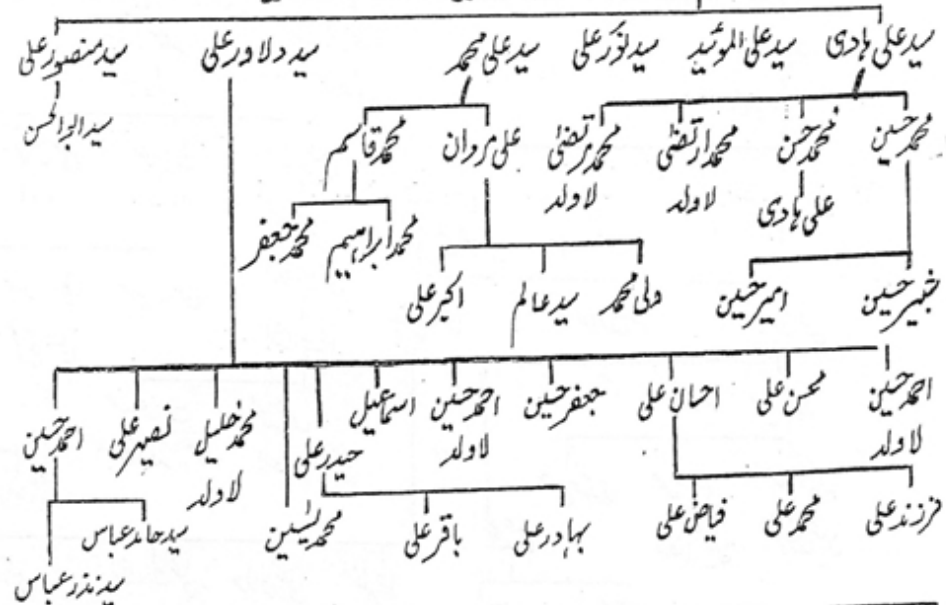 سید علی ہادی سید علی الموئید سید نور علی سید علی محمد سید دلاور علی سید منصور علی
سید ابوالحسن
محمد حسین محمد حسن محمد ارتضیٰ محمد مرتضیٰ علی مروان محمد قاسم
علی ہادی لاولد لاولد
محمد ابراہیم محمد جعفر
شبیر حسین امیر حسین ولی محمد سید عالم اکبر علی
احمد حسین محسن علی احسان علی جعفر حسین احمد حسین اسماعیل حیدر علی محمد خلیل نصیر علی احمد حسین
لاولد لاولد لاولد
فرزند علی محمد علی فیاض علی بہادر علی باقر علی محمد یٰسین سید حامد عباس
سید نذر عباس